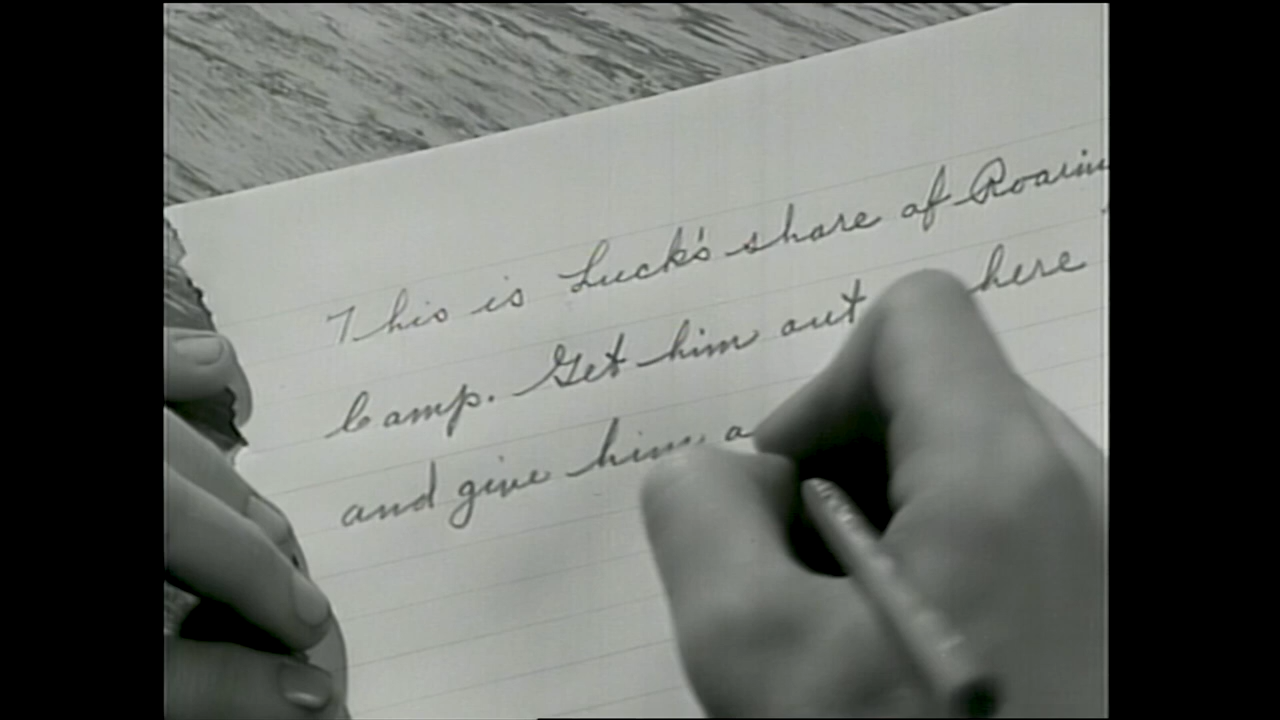 This is Luck's share of Roarin
Camp. Get him out here
and give him a